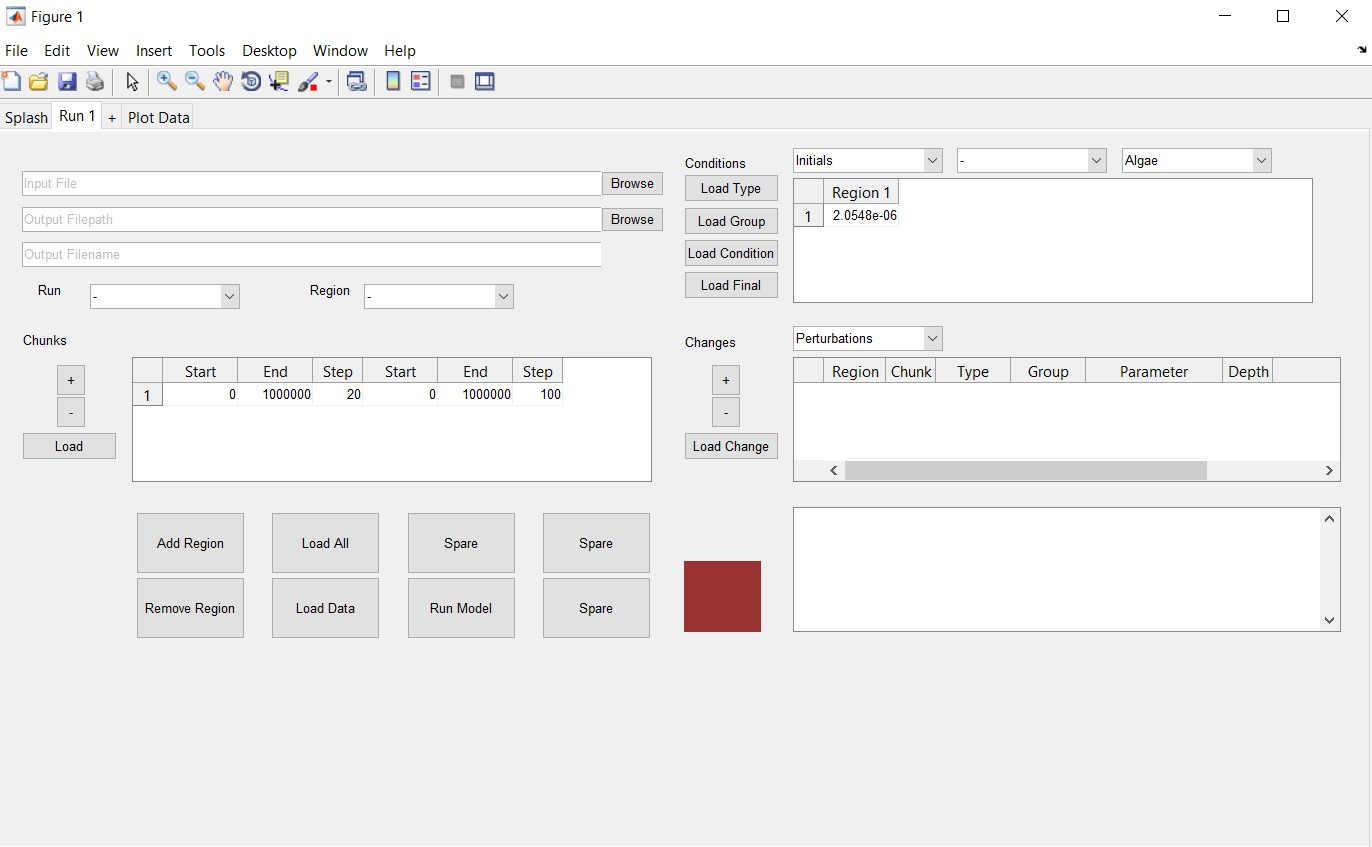 Figure 1
File Edit View Insert Tools Desktop Window Help
Splash Run 1 + Plot Data
Input File Browse
Output Filepath Browse
Output Filename
Run - Region -
Conditions Initials - Algae
Load Type
Load Group
Load Condition
Load Final
Region 1
1 2.0548e-06
Chunks
+
-
Load
Start End Step Start End Step
1 0 1000000 20 0 1000000 100
Changes Perturbations
+
-
Load Change
Region Chunk Type Group Parameter Depth
Add Region Load All Spare Spare
Remove Region Load Data Run Model Spare